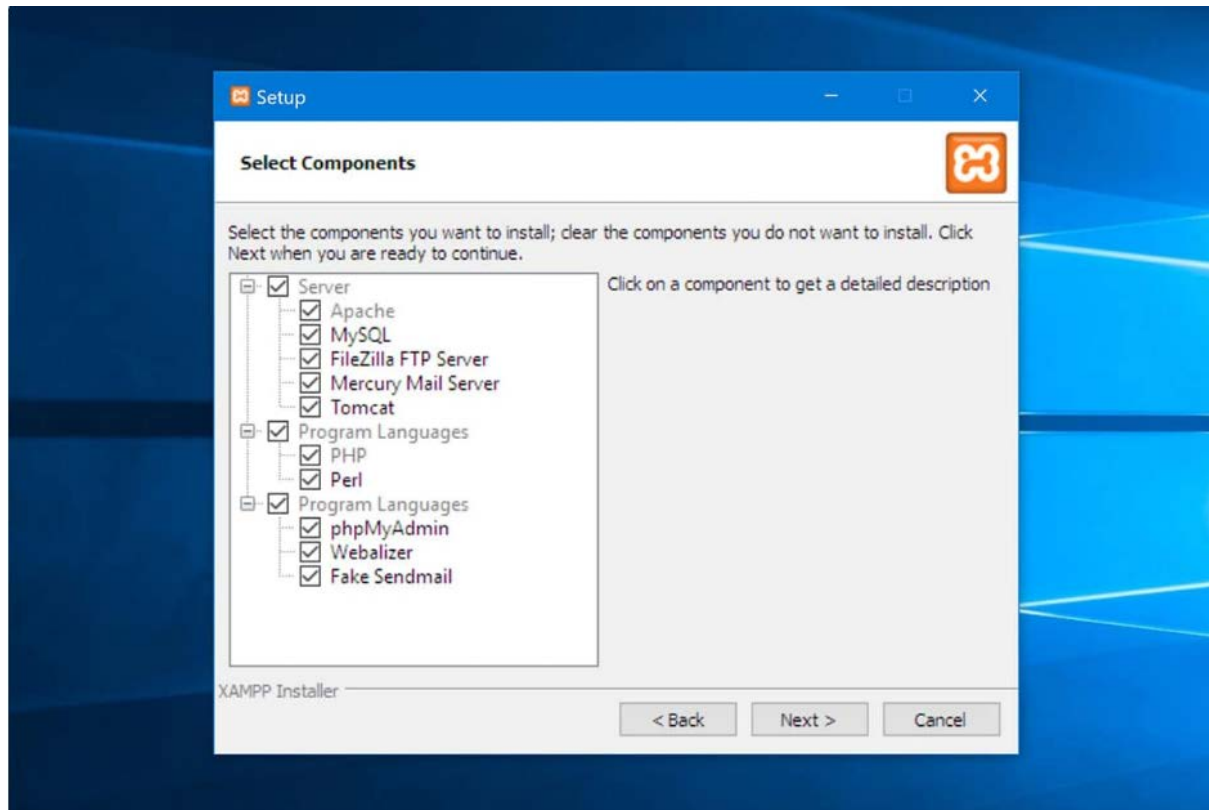 Setup
Select Components
Select the components you want to install; clear the components you do not want to install. Click
Next when you are ready to continue.
Server
Apache
MySQL
FileZilla FTP Server
Mercury Mail Server
Tomcat
Program Languages
PHP
Perl
Program Languages
phpMyAdmin
Webalizer
Fake Sendmail
Click on a component to get a detailed description
XAMPP Installer
< Back
Next >
Cancel